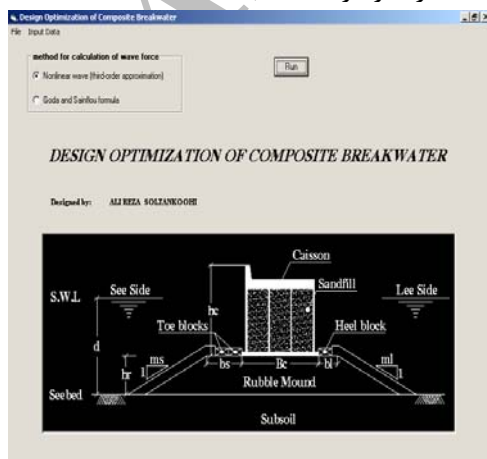 Design Optimization of Composite Breakwater
File Input Data
method for calculation of wave force
Nonlinear wave (third-order approximation)
Goda and Sainflou formula
Run
DESIGN OPTIMIZATION OF COMPOSITE BREAKWATER
Designed by: ALI REZA SOLTANKOOHI
Caisson
S.W.L
See Side
Sandfill
Lee Side
hc
Toe blocks
Heel block
d
hr
1
ms
bs
Bc
bl
ml
1
Rubble Mound
Seebed
Subsoil